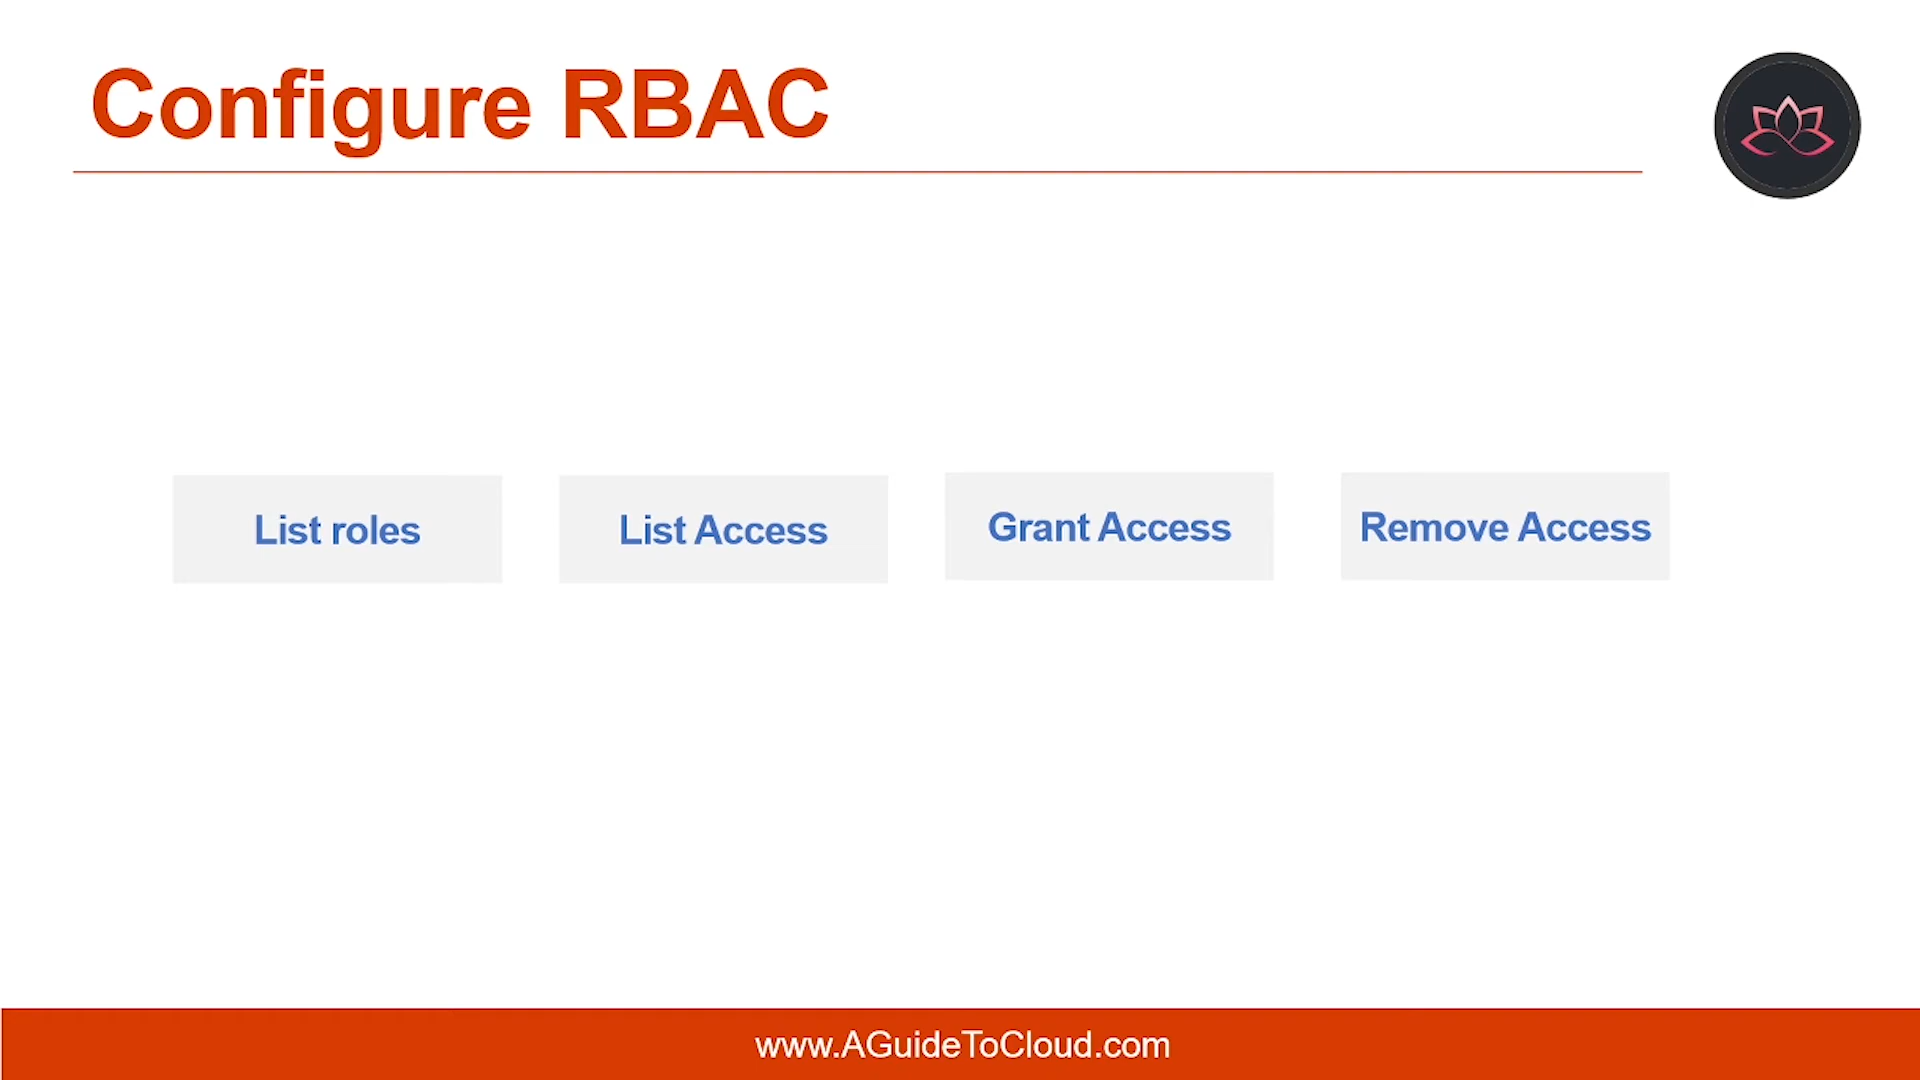 Configure RBAC
List roles
List Access
Grant Access
Remove Access
www.AGuideToCloud.com